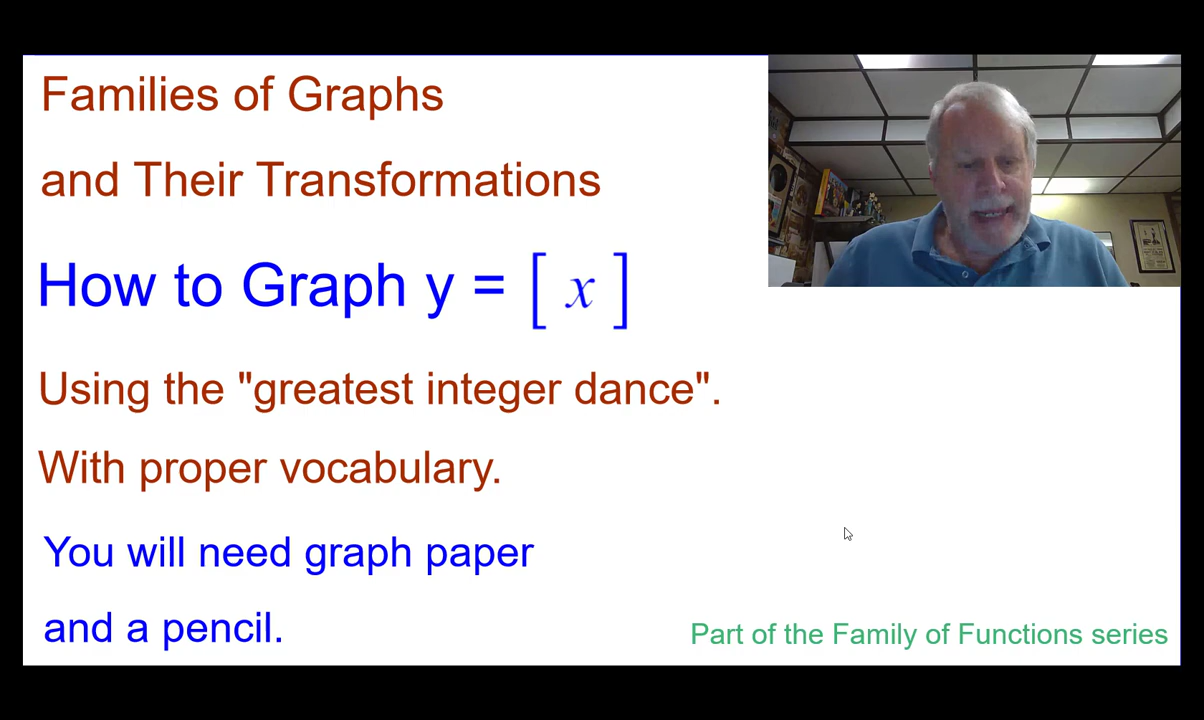 Families of Graphs
and Their Transformations
How to Graph y = [ x ]
Using the "greatest integer dance".
With proper vocabulary.
You will need graph paper
and a pencil.
Part of the Family of Functions series